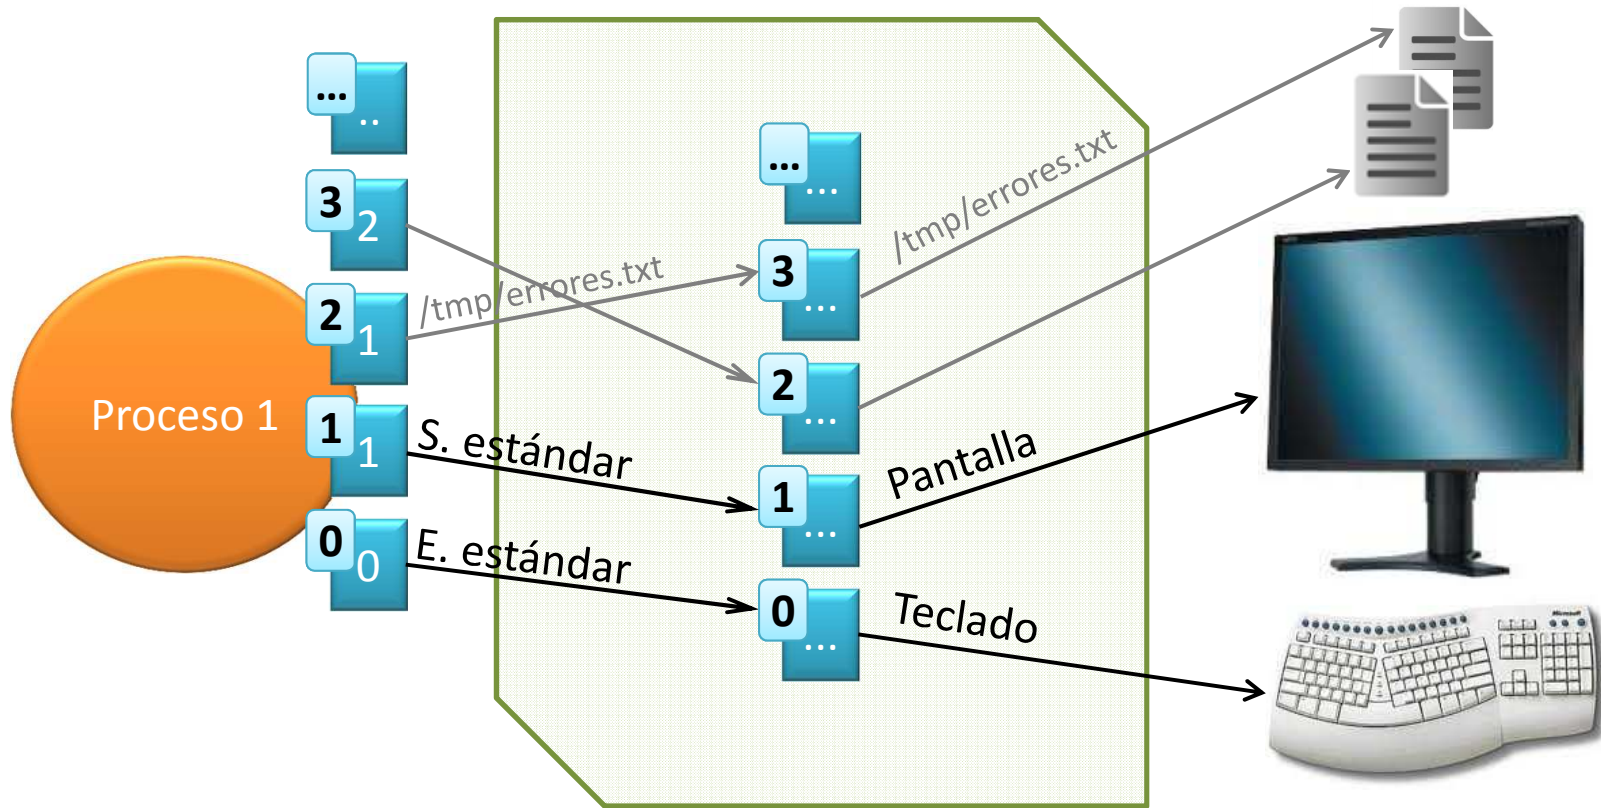 ...
..
3
2
2
1
Proceso 1
1
1
0
0
/tmp/errores.txt
S. estándar
E. estándar
...
...
3
...
2
...
1
...
0
...
/tmp/errores.txt
Pantalla
Teclado
Microsoft